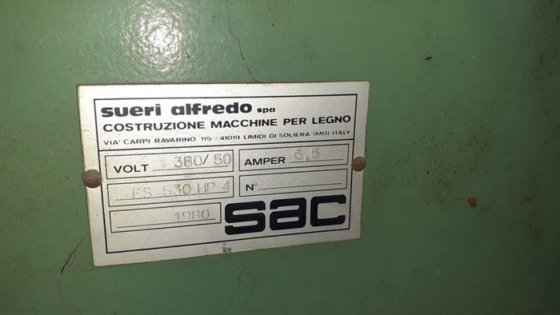 sueri alfredo spa
COSTRUZIONE MACCHINE PER LEGNO
VIA CARPI RAVARINO 115 - 41019 LIMIDI DI SOLIERA (MO) ITALY
VOLT 380/50 AMPER 6.5
FS 530 HP 4 N°
1980 sac